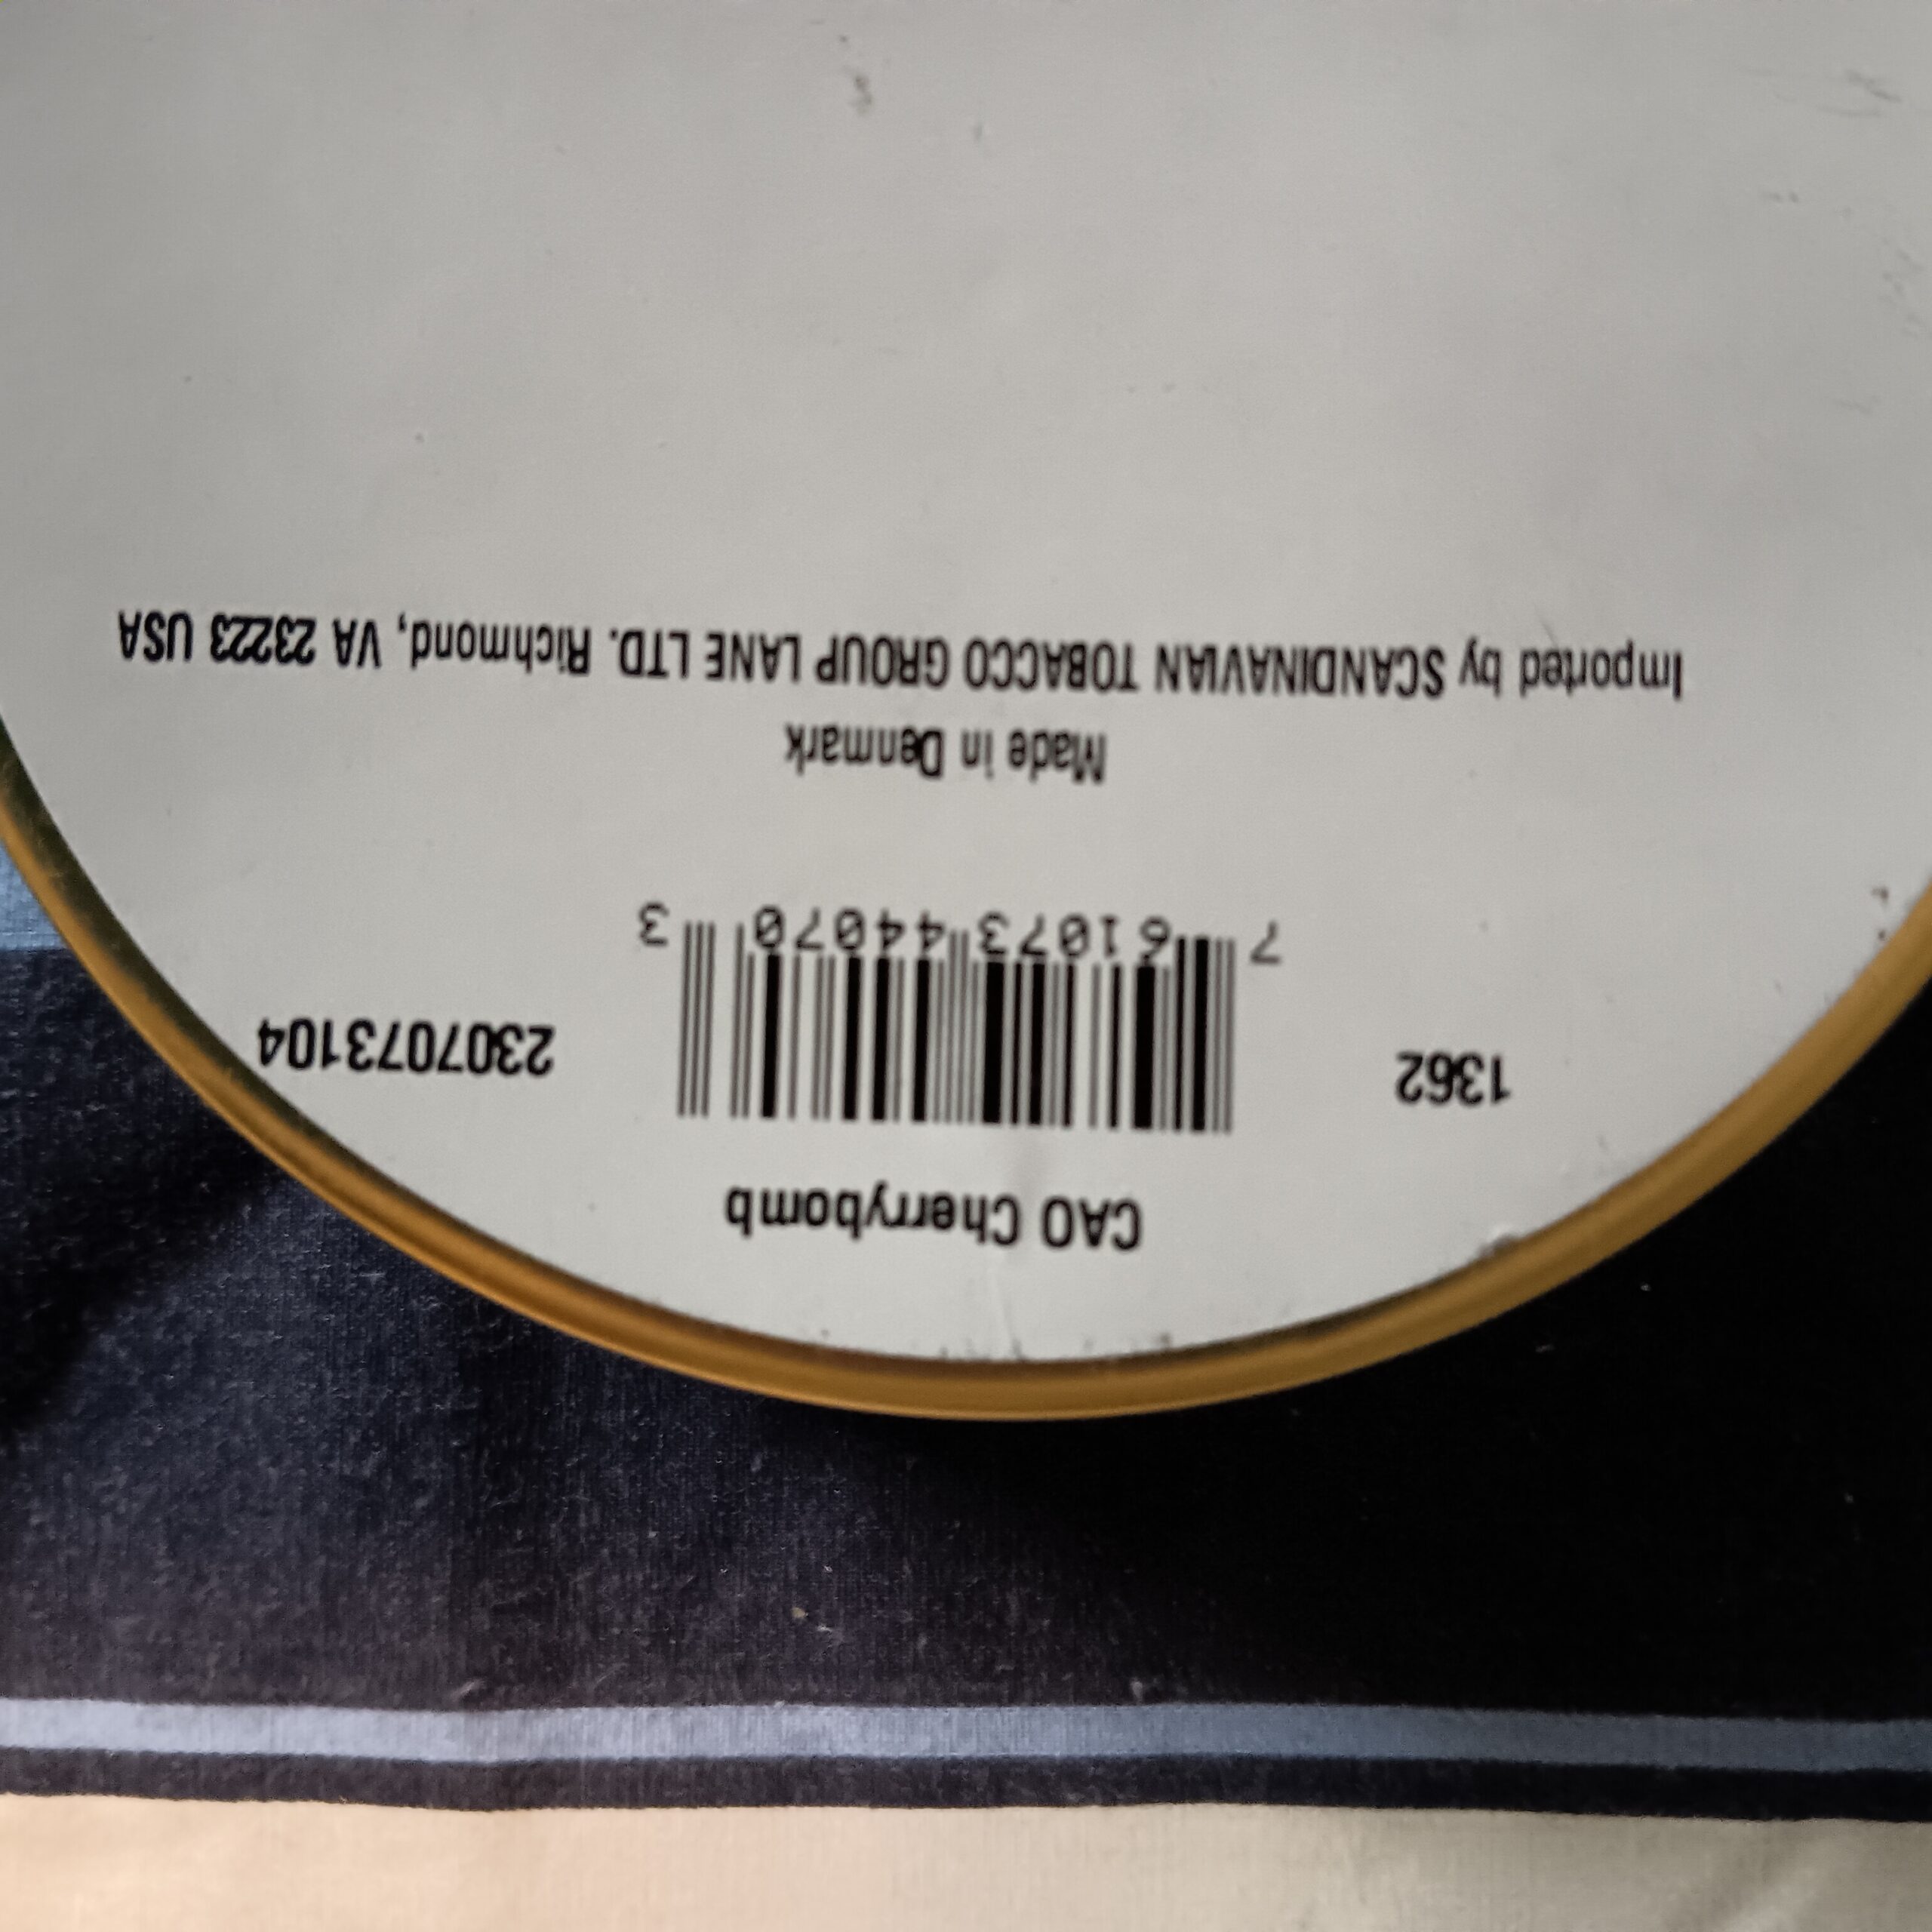 CAO Cherrybomb
1362
2307073104
7 61073 44070 3
Made in Denmark
Imported by SCANDINAVIAN TOBACCO GROUP LANE LTD. Richmond, VA 23223 USA